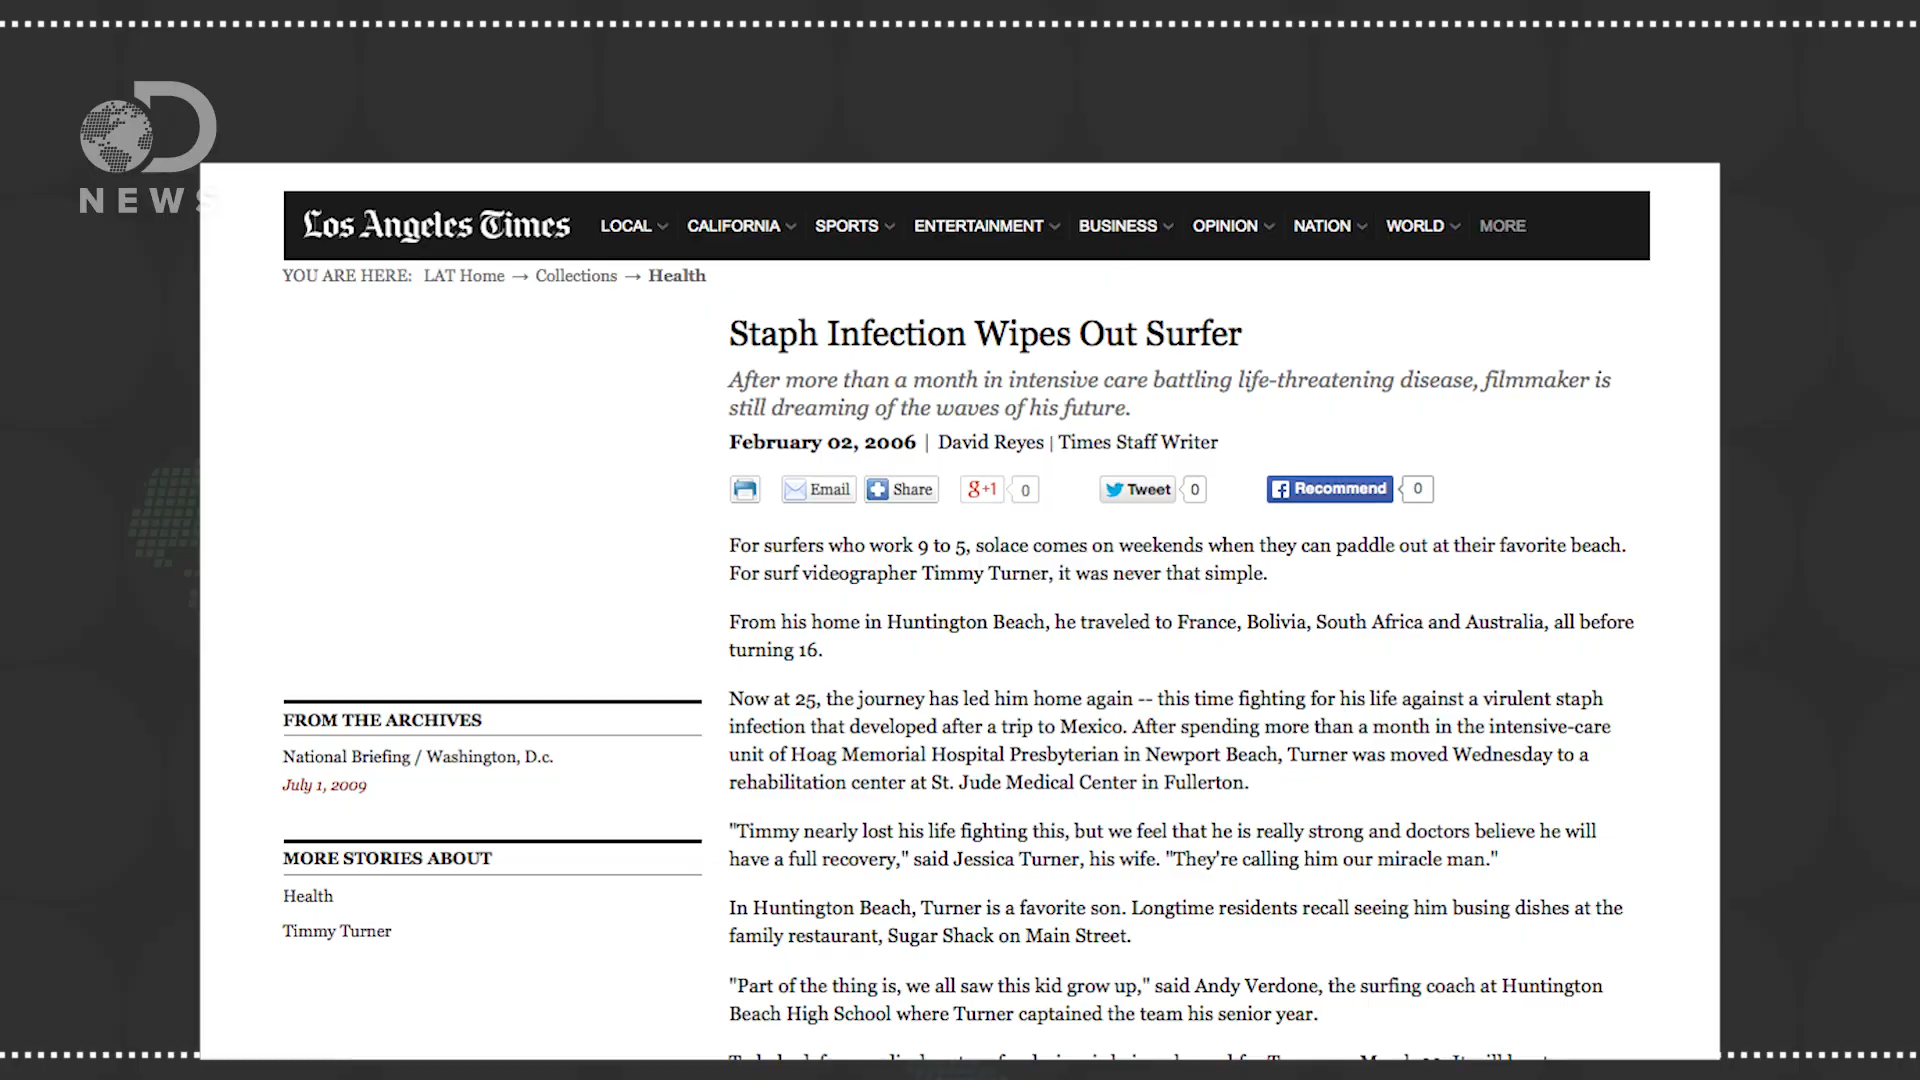 NEWS
Los Angeles Times LOCAL CALIFORNIA SPORTS ENTERTAINMENT BUSINESS OPINION NATION WORLD MORE
YOU ARE HERE: LAT Home → Collections → Health
Staph Infection Wipes Out Surfer
After more than a month in intensive care battling life-threatening disease, filmmaker is
still dreaming of the waves of his future.
February 02, 2006 | David Reyes | Times Staff Writer
Email Share g+1 0 Tweet 0 Recommend 0
For surfers who work 9 to 5, solace comes on weekends when they can paddle out at their favorite beach.
For surf videographer Timmy Turner, it was never that simple.
From his home in Huntington Beach, he traveled to France, Bolivia, South Africa and Australia, all before
turning 16.
Now at 25, the journey has led him home again -- this time fighting for his life against a virulent staph
infection that developed after a trip to Mexico. After spending more than a month in the intensive-care
unit of Hoag Memorial Hospital Presbyterian in Newport Beach, Turner was moved Wednesday to a
rehabilitation center at St. Jude Medical Center in Fullerton.
"Timmy nearly lost his life fighting this, but we feel that he is really strong and doctors believe he will
have a full recovery," said Jessica Turner, his wife. "They're calling him our miracle man."
In Huntington Beach, Turner is a favorite son. Longtime residents recall seeing him busing dishes at the
family restaurant, Sugar Shack on Main Street.
"Part of the thing is, we all saw this kid grow up," said Andy Verdone, the surfing coach at Huntington
Beach High School where Turner captained the team his senior year.
FROM THE ARCHIVES
National Briefing / Washington, D.c.
July 1, 2009
MORE STORIES ABOUT
Health
Timmy Turner